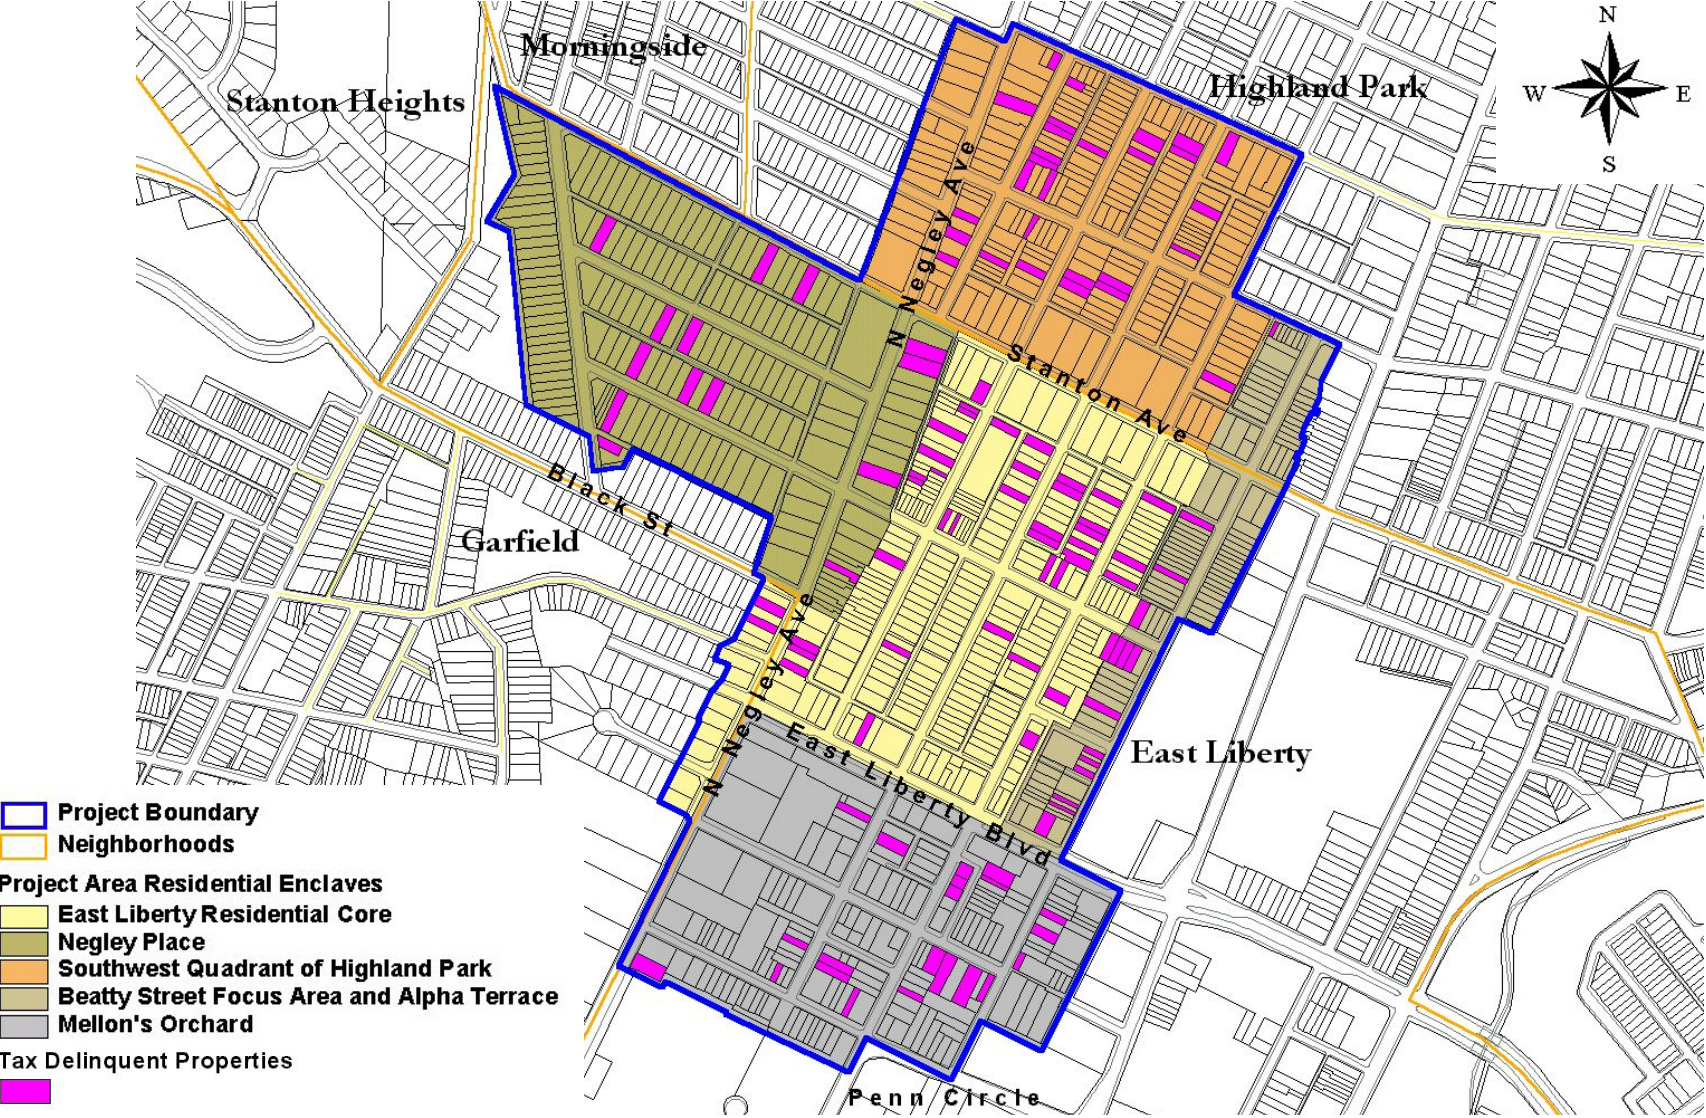 N
Morningside
Highland Park
Stanton Heights
W
E
S
N Negley Ave
Stanton Ave
Black St
Garfield
N Negley Ave
East Liberty Blvd
East Liberty
Project Boundary
Neighborhoods
Project Area Residential Enclaves
East Liberty Residential Core
Negley Place
Southwest Quadrant of Highland Park
Beatty Street Focus Area and Alpha Terrace
Mellon's Orchard
Tax Delinquent Properties
Penn Circle